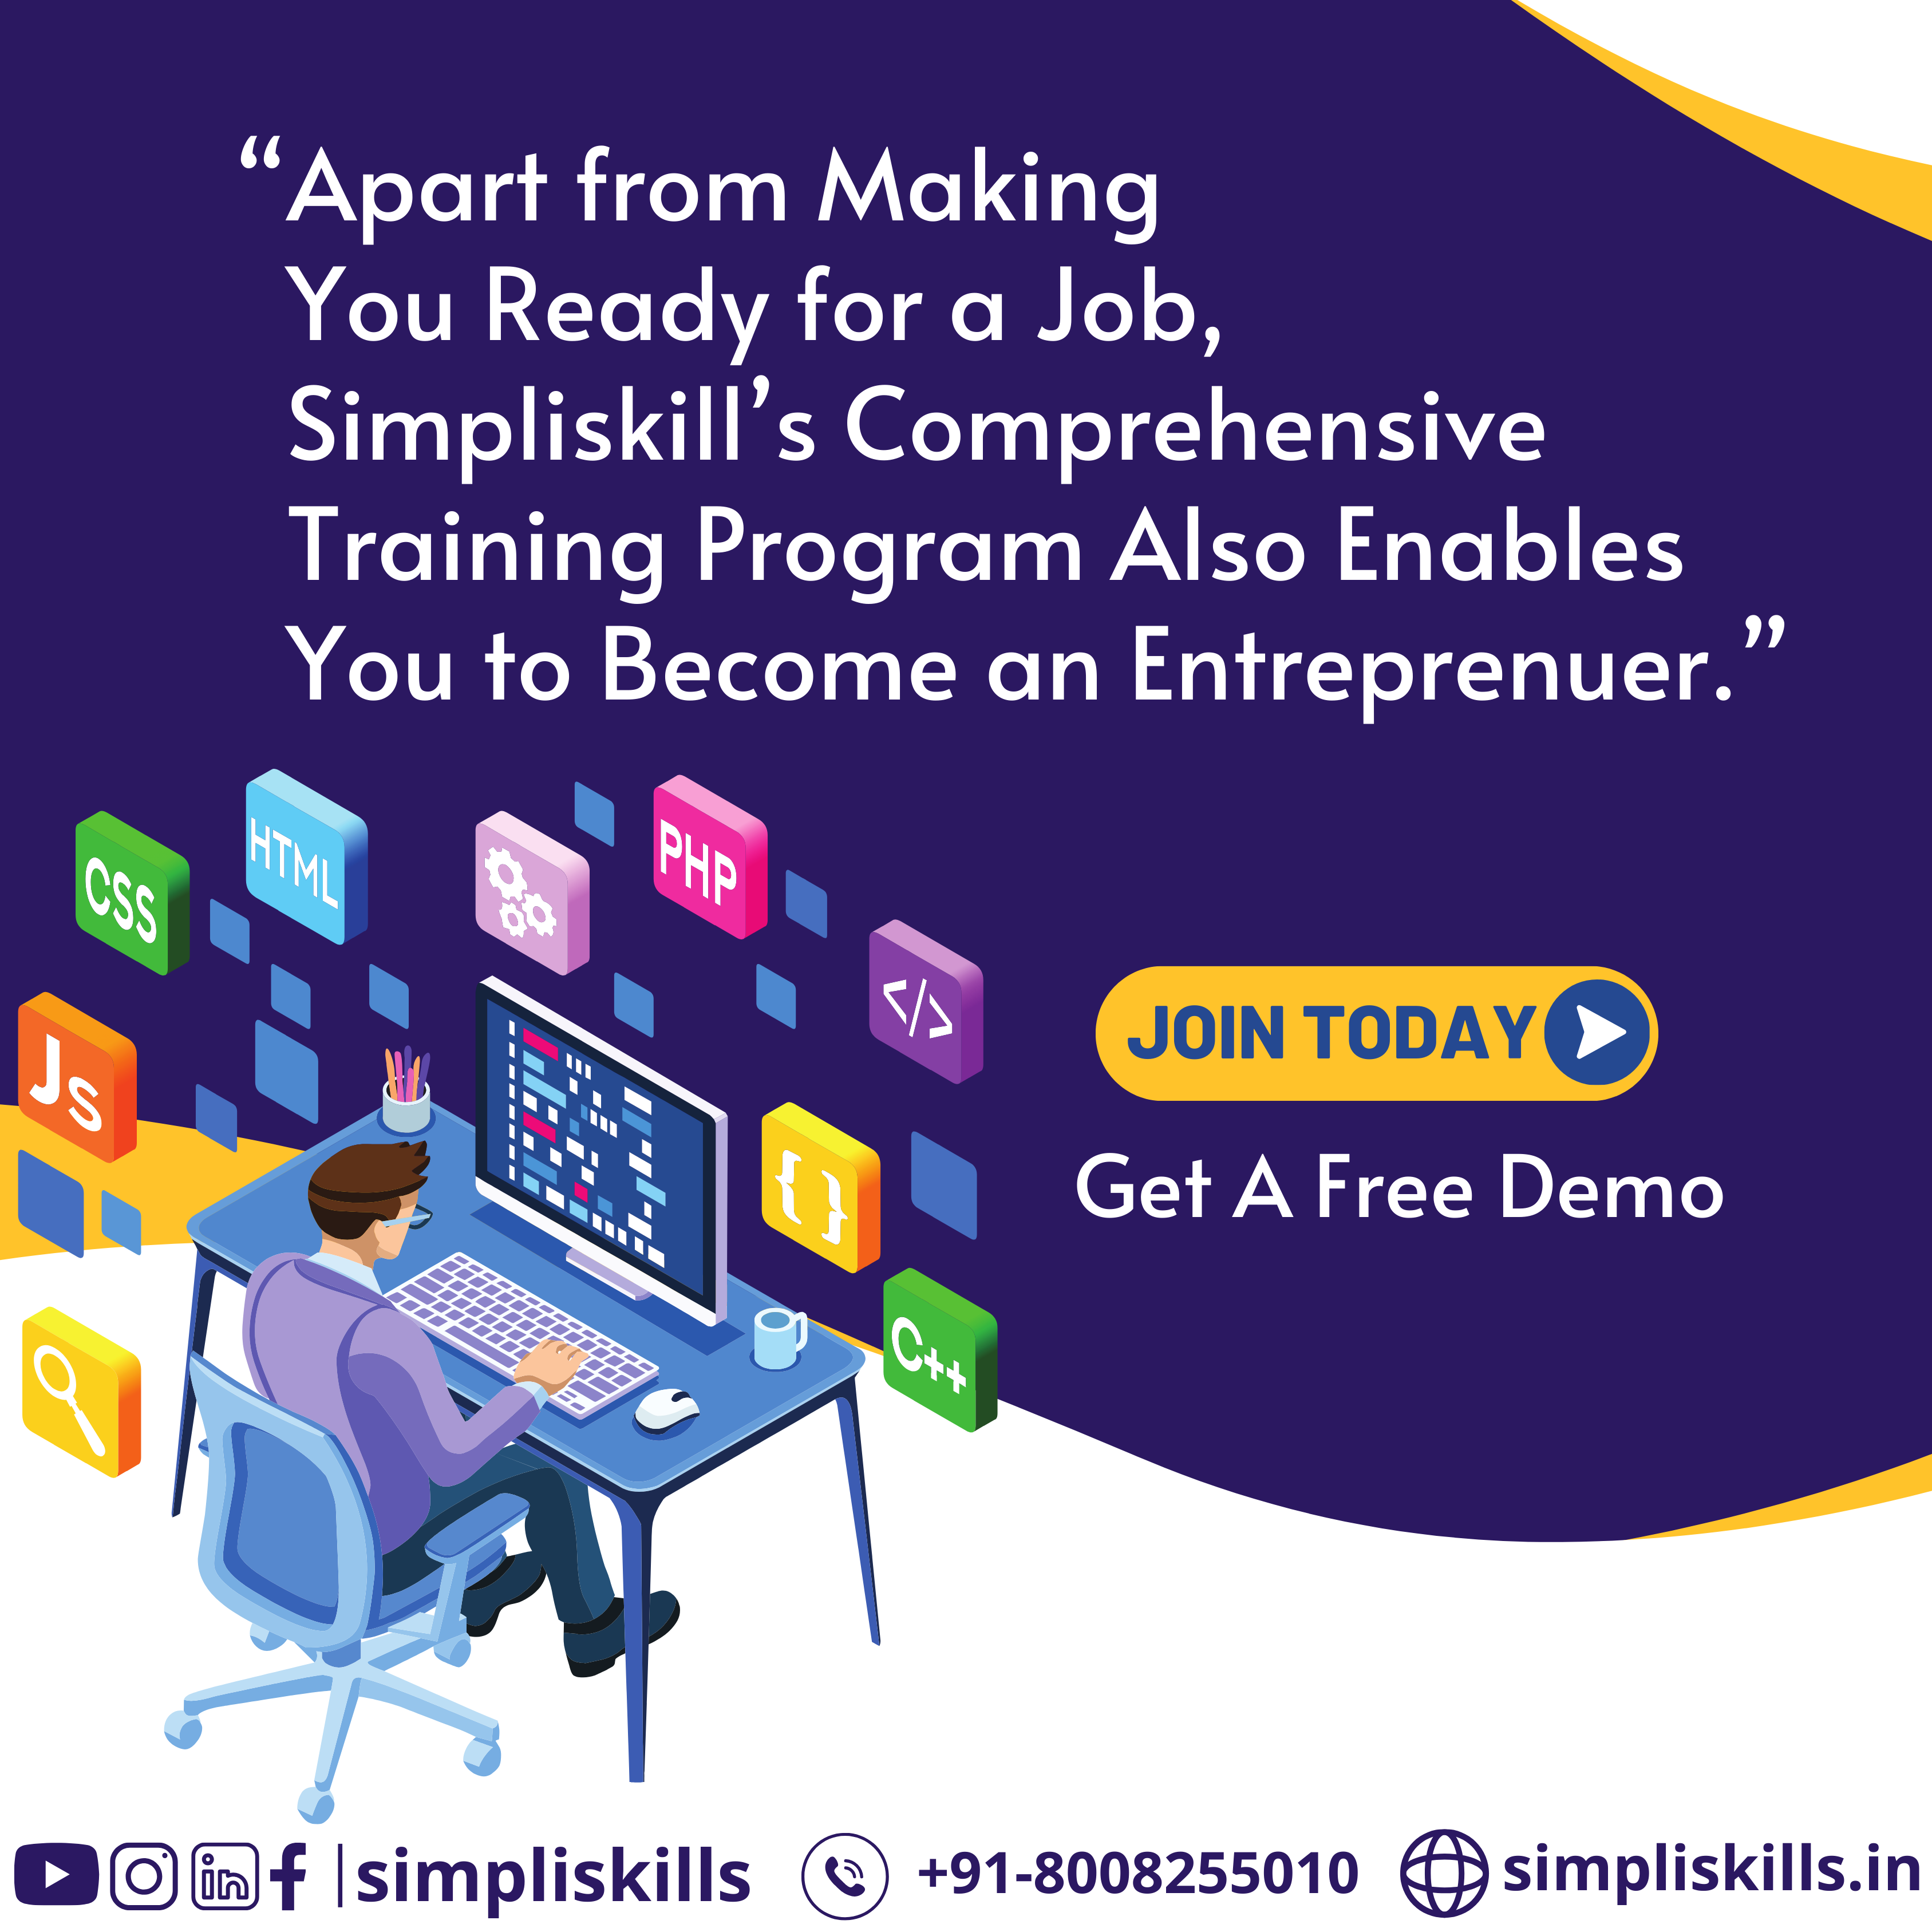 “Apart from Making
You Ready for a Job,
Simpliskill’s Comprehensive
Training Program Also Enables
You to Become an Entreprenuer.”
CSS
HTML
PHP
</>
JS
{ }
C++
JOIN TODAY
Get A Free Demo
in f | simpliskills
+91-8008255010
simpliskills.in